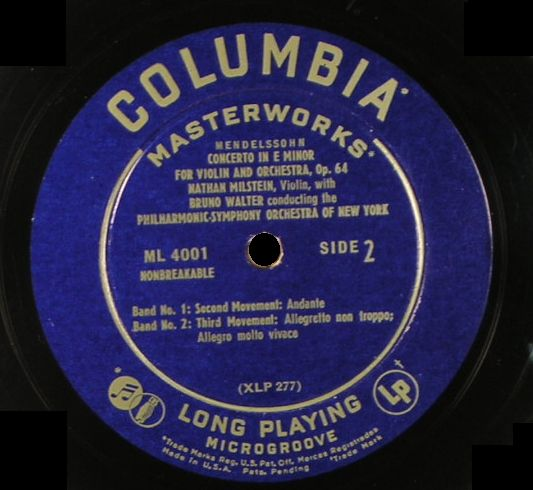 COLUMBIA
MASTERWORKS
MENDELSSOHN
CONCERTO IN E MINOR
FOR VIOLIN AND ORCHESTRA, Op. 64
NATHAN MILSTEIN, Violin, with
BRUNO WALTER conducting the
PHILHARMONIC-SYMPHONY ORCHESTRA OF NEW YORK
ML 4001
SIDE 2
NONBREAKABLE
Band No. 1: Second Movement: Andante
Band No. 2: Third Movement: Allegretto non troppo;
Allegro molto vivace
(XLP 277)
LP
LONG PLAYING
MICROGROOVE
"Trade Marks Reg. U.S. Pat. Off. Marcas Registradas
Made in U.S.A. Pats. Pending †Trade Mark